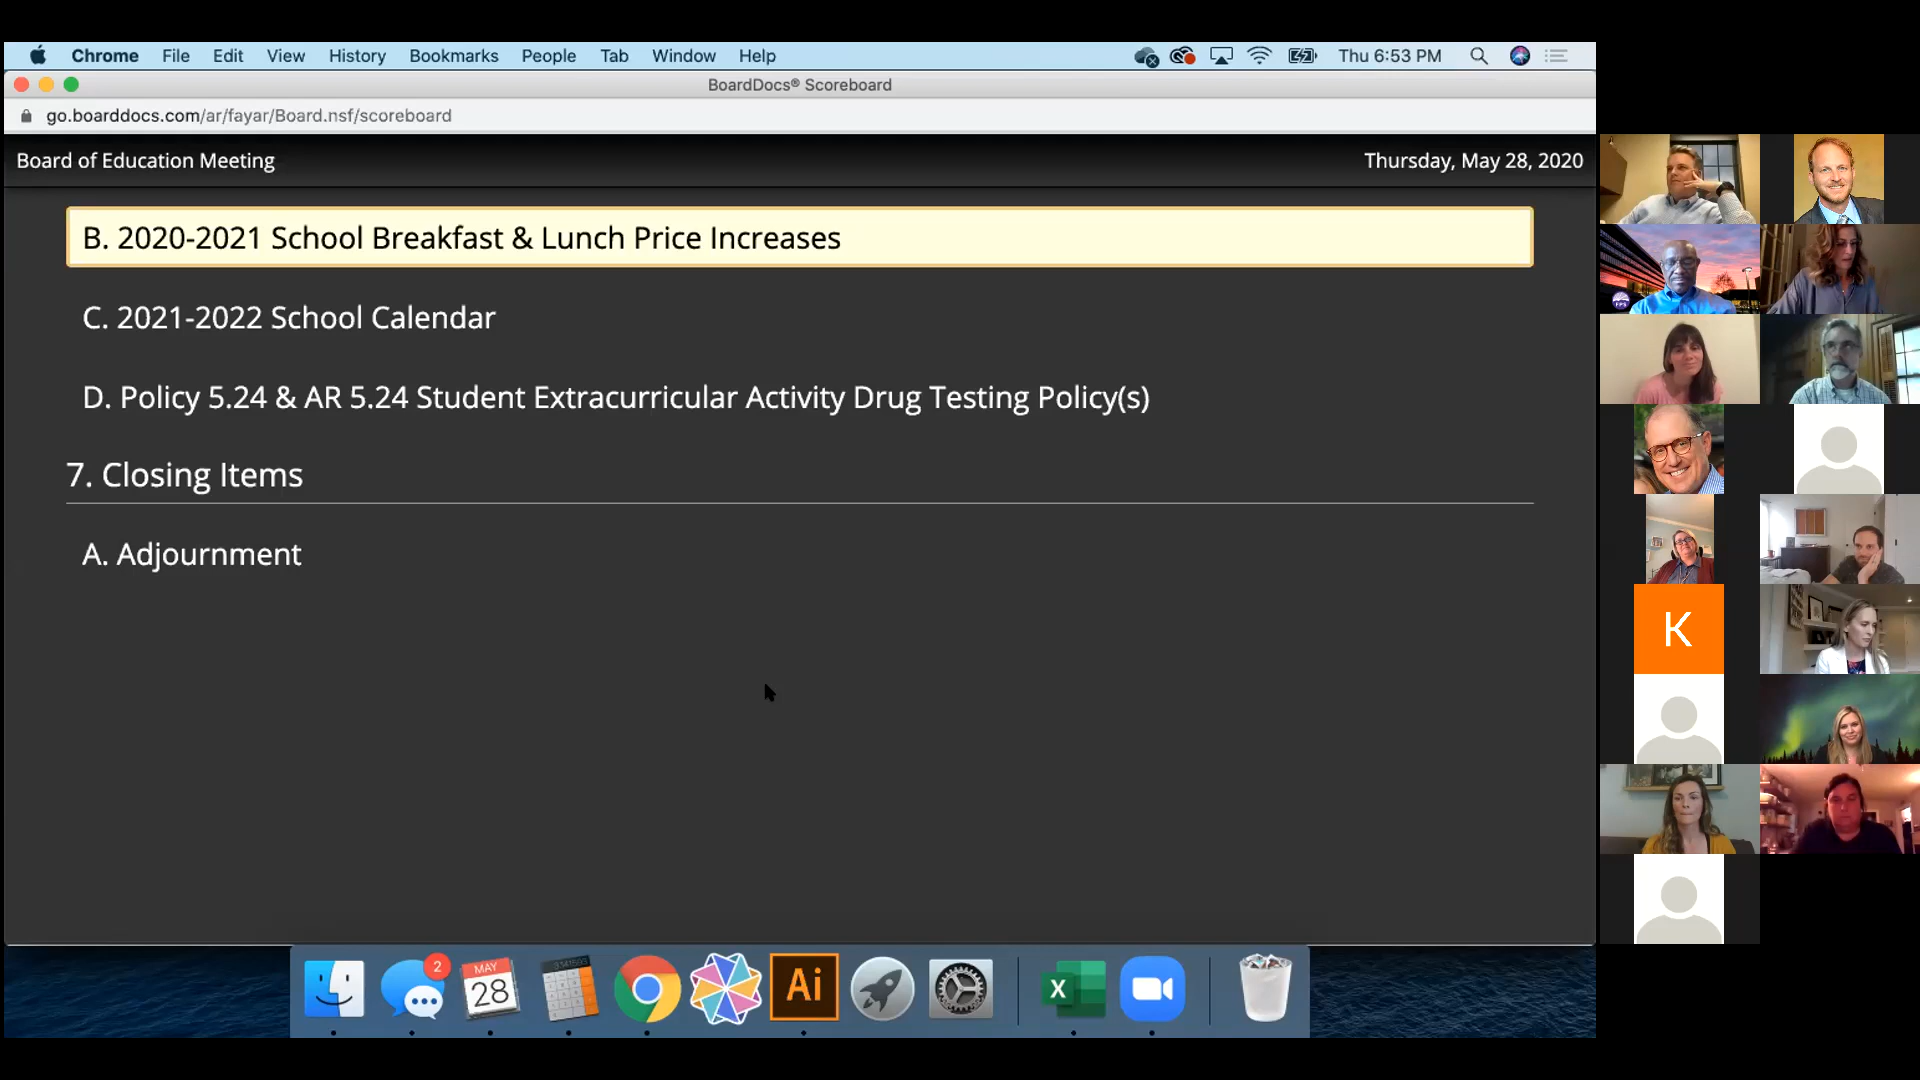 Chrome File Edit View History Bookmarks People Tab Window Help Thu 6:53 PM
BoardDocs® Scoreboard
go.boarddocs.com/ar/fayar/Board.nsf/scoreboard
Board of Education Meeting Thursday, May 28, 2020
B. 2020-2021 School Breakfast & Lunch Price Increases
C. 2021-2022 School Calendar
D. Policy 5.24 & AR 5.24 Student Extracurricular Activity Drug Testing Policy(s)
7. Closing Items
A. Adjournment
FPS
K
2
MAY
28
Ai
X